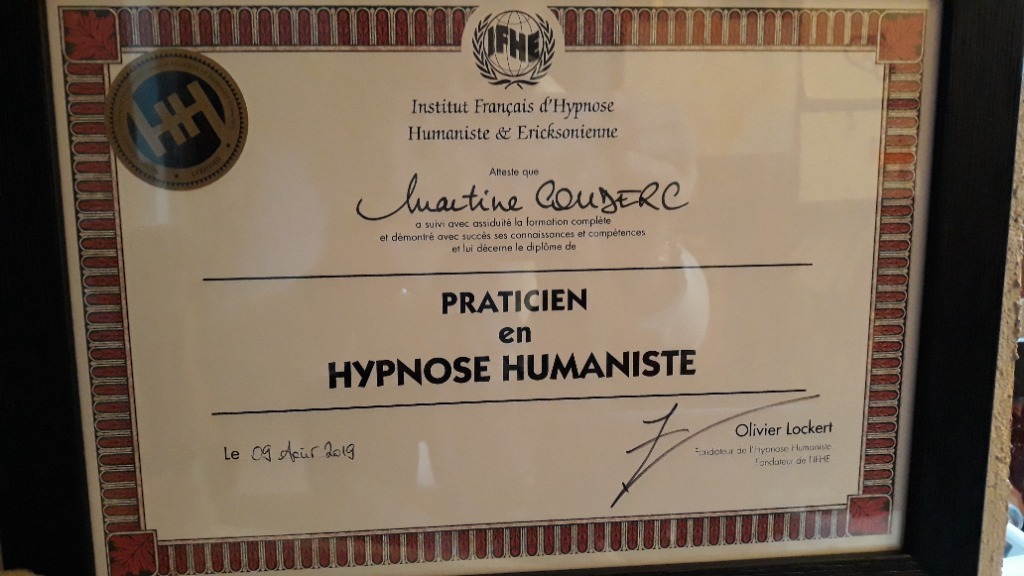 IFHE
HH
Institut Français d'Hypnose
Humaniste & Ericksonienne
Atteste que
Martine COUDERC
a suivi avec assiduité la formation complète
et démontré avec succès ses connaissances et compétences
et lui décerne le diplôme de
PRATICIEN
en
HYPNOSE HUMANISTE
Le 09 Août 2019
Olivier Lockert
Fondateur de l'Hypnose Humaniste
Fondateur de l'IFHE